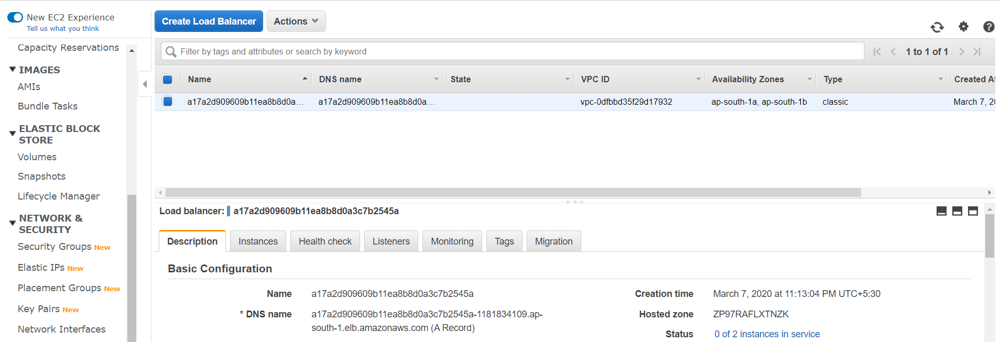 New EC2 Experience
Tell us what you think
Capacity Reservations
IMAGES
AMIs
Bundle Tasks
ELASTIC BLOCK
STORE
Volumes
Snapshots
Lifecycle Manager
NETWORK &
SECURITY
Security Groups New
Elastic IPs New
Placement Groups New
Key Pairs New
Network Interfaces
Create Load Balancer Actions
Filter by tags and attributes or search by keyword 1 to 1 of 1
Name DNS name State VPC ID Availability Zones Type Created At
a17a2d909609b11ea8b8d0a... a17a2d909609b11ea8b8d0a... vpc-0dfbbd35f29d17932 ap-south-1a, ap-south-1b classic March 7, 20
Load balancer: a17a2d909609b11ea8b8d0a3c7b2545a
Description Instances Health check Listeners Monitoring Tags Migration
Basic Configuration
Name a17a2d909609b11ea8b8d0a3c7b2545a Creation time March 7, 2020 at 11:13:04 PM UTC+5:30
* DNS name a17a2d909609b11ea8b8d0a3c7b2545a-1181834109.ap- Hosted zone ZP97RAFLXTNZK
south-1.elb.amazonaws.com (A Record)
Status 0 of 2 instances in service